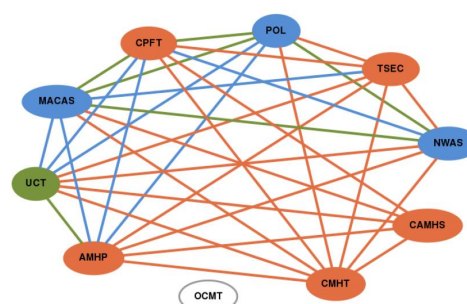 POL
CPFT
TSEC
MACAS
NWAS
UCT
CAMHS
AMHP
CMHT
OCMT